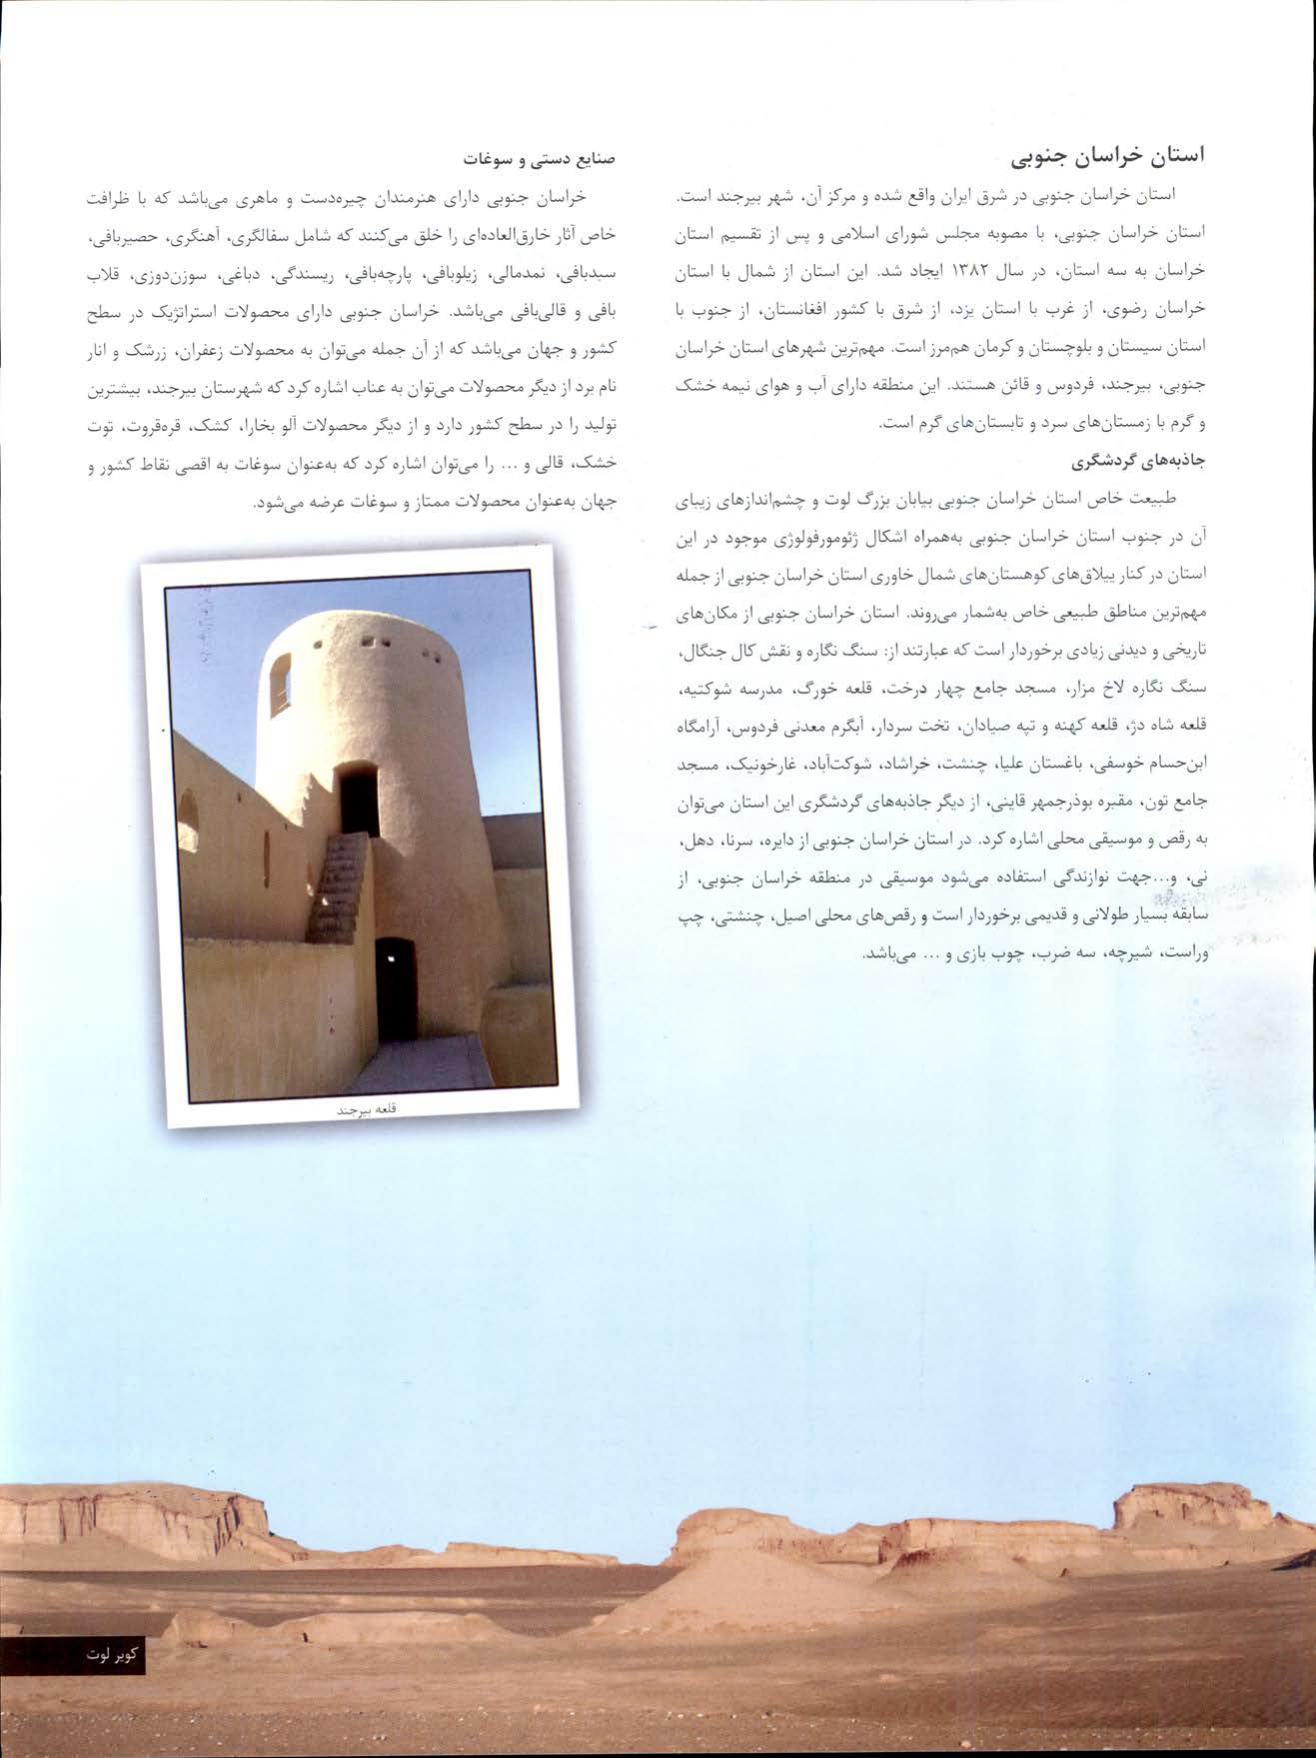 استان خراسان جنوبی
استان خراسان جنوبی در شرق ایران واقع شده و مرکز آن، شهر بیرجند است.
استان خراسان جنوبی، با مصوبه مجلس شورای اسلامی و پس از تقسیم استان
خراسان به سه استان، در سال ۱۳۸۲ ایجاد شد. این استان از شمال با استان
خراسان رضوی، از غرب با استان یزد، از شرق با کشور افغانستان، از جنوب با
استان سیستان و بلوچستان و کرمان هم‌مرز است. مهم‌ترین شهرهای استان خراسان
جنوبی، بیرجند، فردوس و قائن هستند. این منطقه دارای آب و هوای نیمه خشک
و گرم با زمستان‌های سرد و تابستان‌های گرم است.
جاذبه‌های گردشگری
طبیعت خاص استان خراسان جنوبی بیابان بزرگ لوت و چشم‌اندازهای زیبای
آن در جنوب استان خراسان جنوبی به‌همراه اشکال ژئومورفولوژی موجود در این
استان در کنار ییلاق‌های کوهستان‌های شمال خاوری استان خراسان جنوبی از جمله
مهم‌ترین مناطق طبیعی خاص به‌شمار می‌روند. استان خراسان جنوبی از مکان‌های
تاریخی و دیدنی زیادی برخوردار است که عبارتند از: سنگ نگاره و نقش کال جنگال،
سنگ نگاره لاخ مزار، مسجد جامع چهار درخت، قلعه خورگ، مدرسه شوکتیه،
قلعه شاه دژ، قلعه کهنه و تپه صیادان، تخت سردار، آبگرم معدنی فردوس، آرامگاه
ابن‌حسام خوسفی، باغستان علیا، چنشت، خراشاد، شوکت‌آباد، غارخونیک، مسجد
جامع تون، مقبره بوذرجمهر قاینی، از دیگر جاذبه‌های گردشگری این استان می‌توان
به رقص و موسیقی محلی اشاره کرد. در استان خراسان جنوبی از دایره، سرنا، دهل،
نی، و...جهت نوازندگی استفاده می‌شود موسیقی در منطقه خراسان جنوبی، از
سابقه بسیار طولانی و قدیمی برخوردار است و رقص‌های محلی اصیل، چنشتی، چپ
وراست، شیرچه، سه ضرب، چوب بازی و ... می‌باشد.
صنایع دستی و سوغات
خراسان جنوبی دارای هنرمندان چیره‌دست و ماهری می‌باشد که با ظرافت
خاص آثار خارق‌العاده‌ای را خلق می‌کنند که شامل سفالگری، آهنگری، حصیربافی،
سبدبافی، نمدمالی، زیلوبافی، پارچه‌بافی، ریسندگی، دباغی، سوزن‌دوزی، قلاب
بافی و قالی‌بافی می‌باشد. خراسان جنوبی دارای محصولات استراتژیک در سطح
کشور و جهان می‌باشد که از آن جمله می‌توان به محصولات زعفران، زرشک و انار
نام برد از دیگر محصولات می‌توان به عناب اشاره کرد که شهرستان بیرجند، بیشترین
تولید را در سطح کشور دارد و از دیگر محصولات آلو بخارا، کشک، قره‌قروت، توت
خشک، قالی و ... را می‌توان اشاره کرد که به‌عنوان سوغات به اقصی نقاط کشور و
جهان به‌عنوان محصولات ممتاز و سوغات عرضه می‌شود.
قلعه بیرجند
کویر لوت